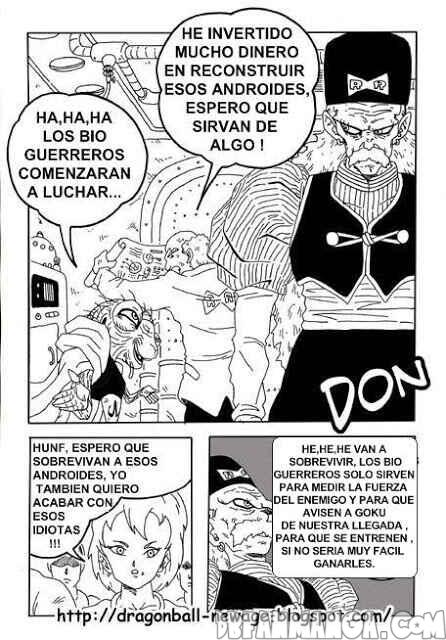 HE INVERTIDO
MUCHO DINERO
EN RECONSTRUIR
ESOS ANDROIDES,
ESPERO QUE
SIRVAN DE
ALGO !
HA,HA,HA
LOS BIO
GUERREROS
COMENZARAN
A LUCHAR...
R R
DON
HUNF, ESPERO QUE
SOBREVIVAN A ESOS
ANDROIDES, YO
TAMBIEN QUIERO
ACABAR CON
ESOS
IDIOTAS
!!!
HE,HE,HE VAN A
SOBREVIVIR, LOS BIO
GUERREROS SOLO SIRVEN
PARA MEDIR LA FUERZA
DEL ENEMIGO Y PARA QUE
AVISEN A GOKU
DE NUESTRA LLEGADA ,
PARA QUE SE ENTRENEN ,
SI NO SERIA MUY FACIL
GANARLES.
http://dragonball-newage.blogspot.com/